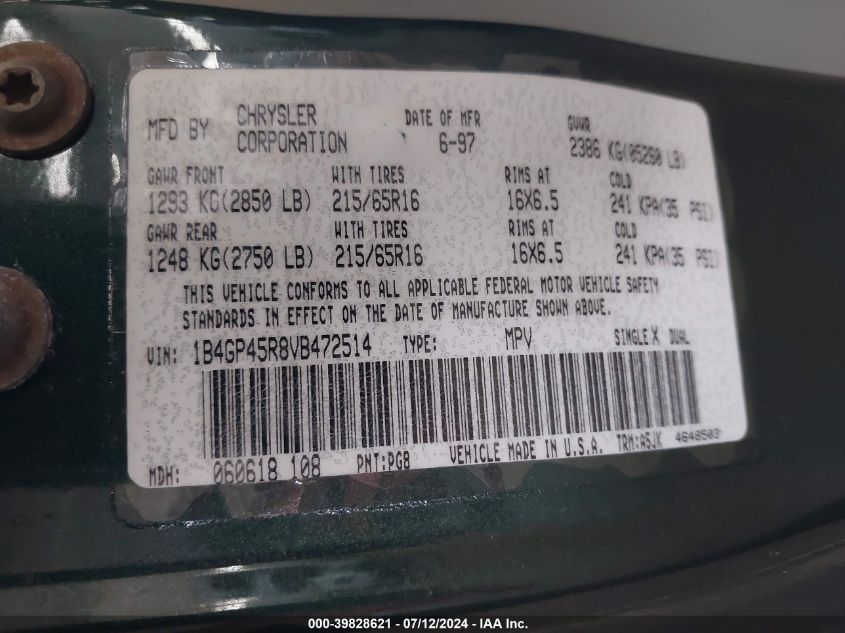 MFD BY CHRYSLER CORPORATION DATE OF MFR 6-97 GVWR 2386 KG(05260 LB)
GAWR FRONT WITH TIRES RIMS AT COLD
1293 KG(2850 LB) 215/65R16 16X6.5 241 KPA(35 PSI)
GAWR REAR WITH TIRES RIMS AT COLD
1248 KG(2750 LB) 215/65R16 16X6.5 241 KPA(35 PSI)
THIS VEHICLE CONFORMS TO ALL APPLICABLE FEDERAL MOTOR VEHICLE SAFETY
STANDARDS IN EFFECT ON THE DATE OF MANUFACTURE SHOWN ABOVE.
VIN: 1B4GP45R8VB472514 TYPE: MPV SINGLE X DUAL
MDH: 060618 108 PNT:PG8 VEHICLE MADE IN U.S.A. TRM:A5JK 4648503
000-39828621 / 07/12/2024 - IAA Inc.